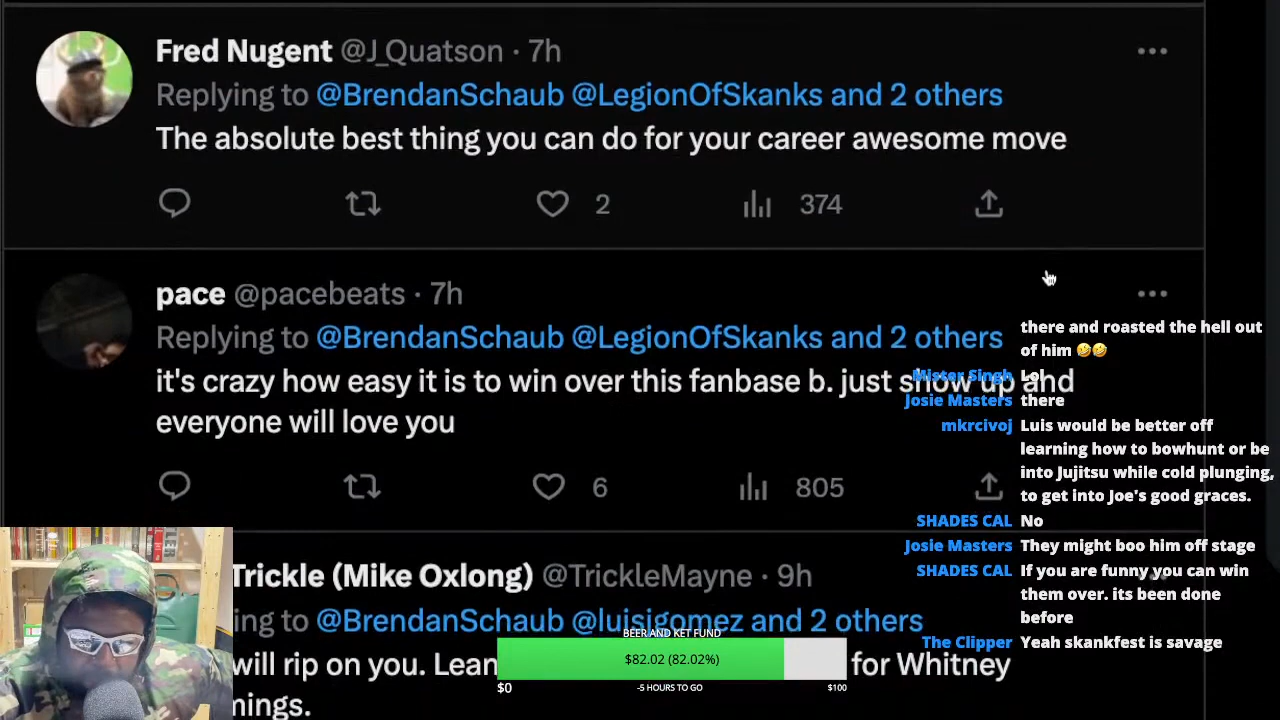 Fred Nugent @J_Quatson · 7h
Replying to @BrendanSchaub @LegionOfSkanks and 2 others
The absolute best thing you can do for your career awesome move
2 374
pace @pacebeats · 7h
Replying to @BrendanSchaub @LegionOfSkanks and 2 others
it's crazy how easy it is to win over this fanbase b. just show up and
everyone will love you
6 805
Trickle (Mike Oxlong) @TrickleMayne · 9h
ing to @BrendanSchaub @luisjgomez and 2 others
will rip on you. Lean for Whitney
mings.
there and roasted the hell out
of him 🤣🤣
Mister Singh Lol
Josie Masters there
mkrcivoj Luis would be better off
learning how to bowhunt or be
into Jujitsu while cold plunging,
to get into Joe's good graces.
SHADES CAL No
Josie Masters They might boo him off stage
SHADES CAL If you are funny you can win
them over. its been done
before
The Clipper Yeah skankfest is savage
BEER AND KET FUND
$82.02 (82.02%)
$0 -5 HOURS TO GO $100